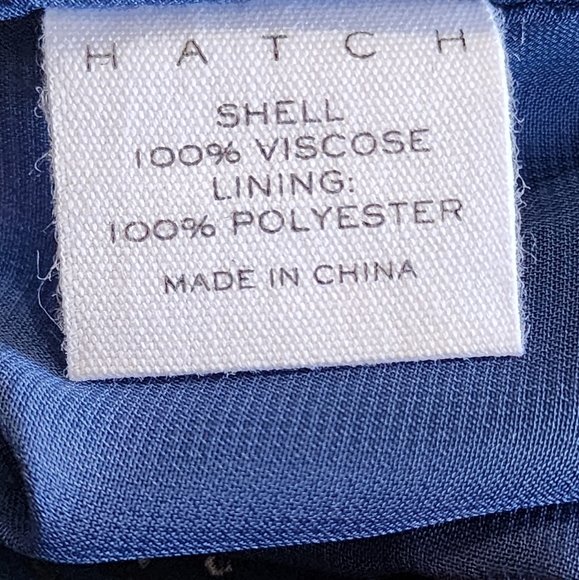 HATCH
SHELL
100% VISCOSE
LINING:
100% POLYESTER
MADE IN CHINA